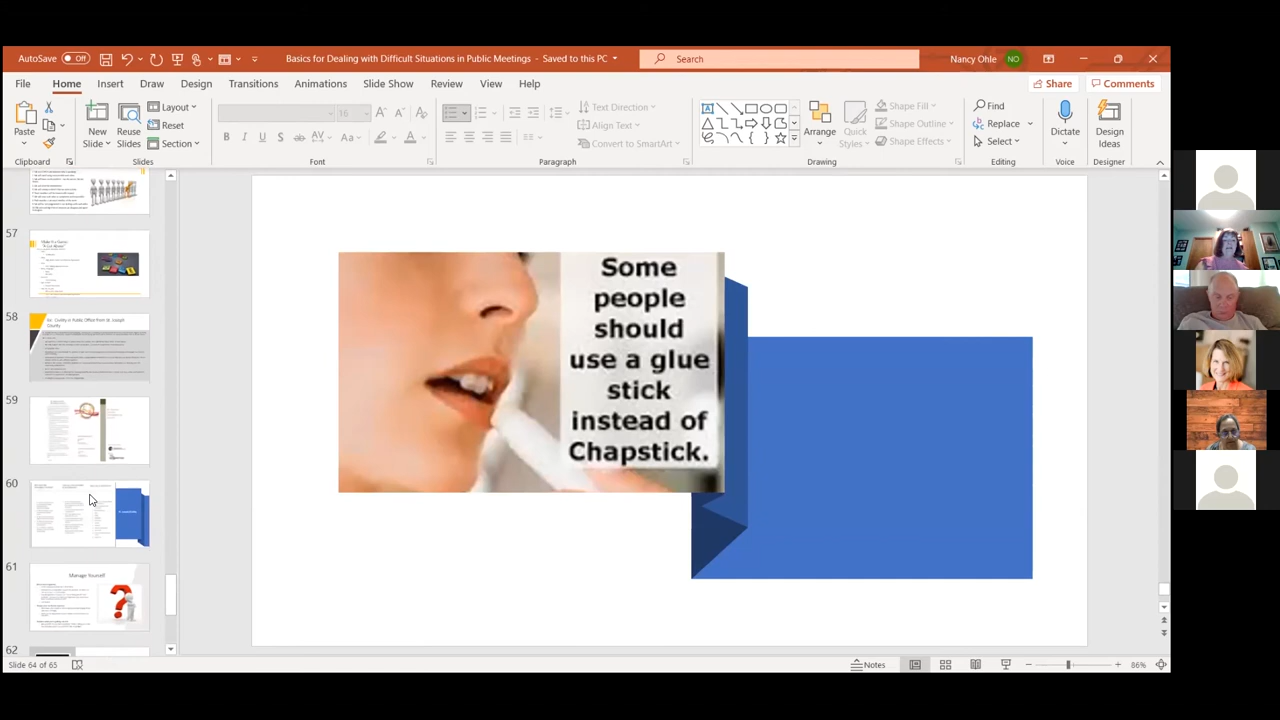 AutoSave Off
Basics for Dealing with Difficult Situations in Public Meetings - Saved to this PC
Search
Nancy Ohle NO
File Home Insert Draw Design Transitions Animations Slide Show Review View Help
Share Comments
Paste
New Slide
Reuse Slides
Layout
Reset
Section
16
Text Direction
Align Text
Convert to SmartArt
Arrange
Quick Styles
Shape Fill
Shape Outline
Shape Effects
Find
Replace
Select
Dictate
Design Ideas
Clipboard Slides Font Paragraph Drawing Editing Voice Designer
57
58
59
60
61
Manage Yourself
62
Some
people
should
use a glue
stick
instead of
Chapstick.
Slide 64 of 65
Notes
86%